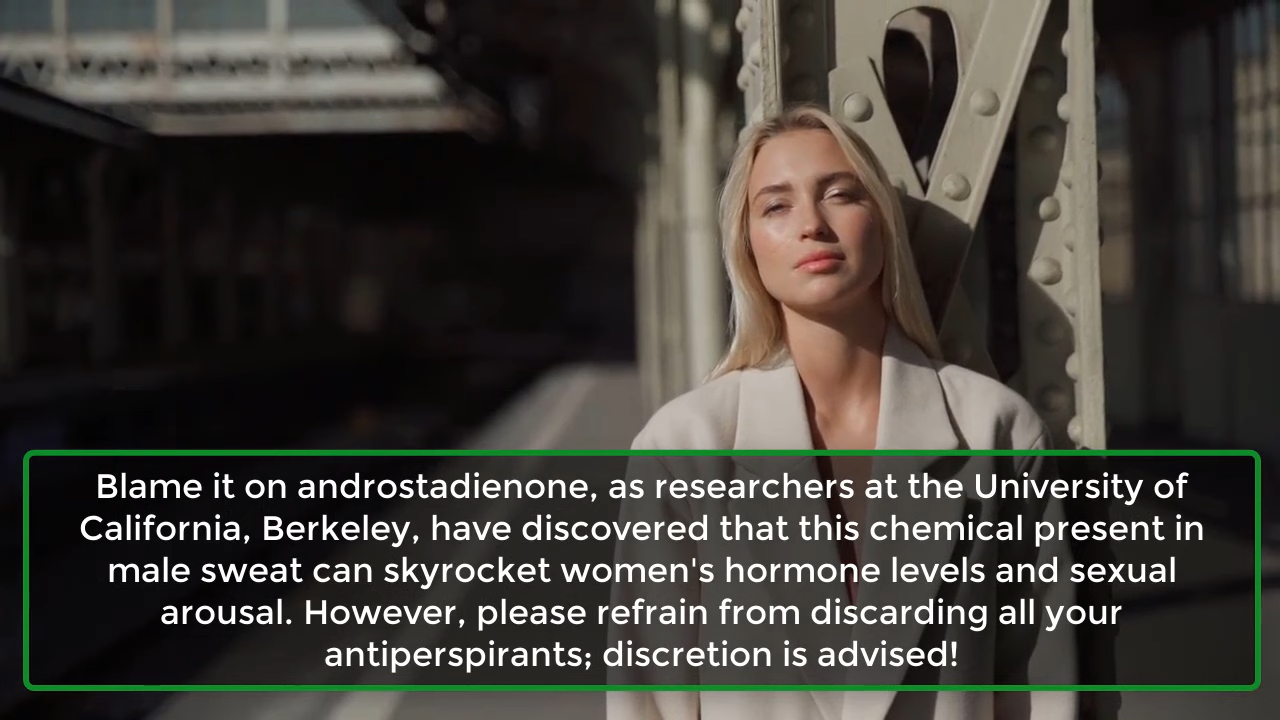 Blame it on androstadienone, as researchers at the University of
California, Berkeley, have discovered that this chemical present in
male sweat can skyrocket women's hormone levels and sexual
arousal. However, please refrain from discarding all your
antiperspirants; discretion is advised!